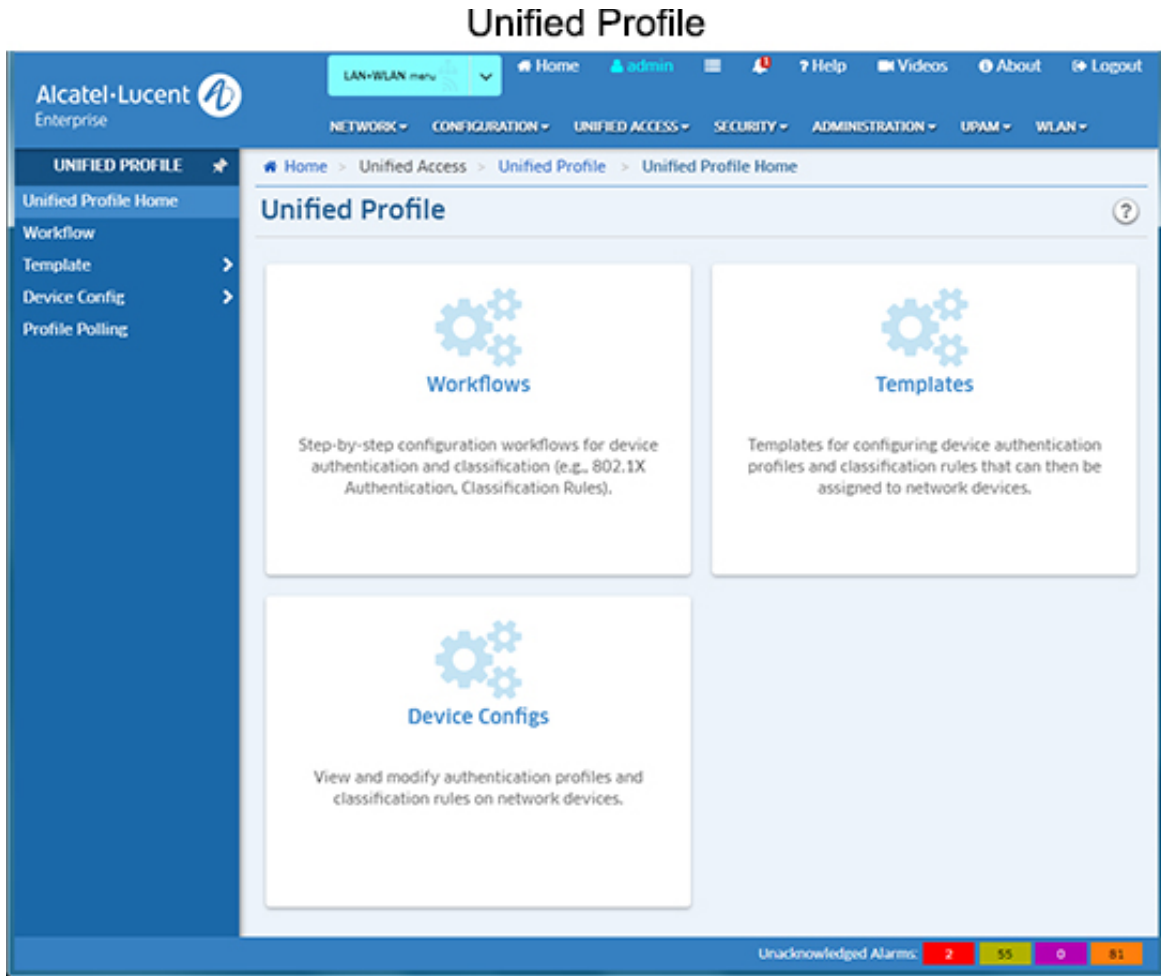 Unified Profile
Alcatel·Lucent
Enterprise
LAN+WLAN menu
Home
admin
? Help
Videos
About
Logout
NETWORK
CONFIGURATION
UNIFIED ACCESS
SECURITY
ADMINISTRATION
UPAM
WLAN
UNIFIED PROFILE
Unified Profile Home
Workflow
Template
Device Config
Profile Polling
Home > Unified Access > Unified Profile > Unified Profile Home
Unified Profile
?
Workflows
Step-by-step configuration workflows for device
authentication and classification (e.g., 802.1X
Authentication, Classification Rules).
Templates
Templates for configuring device authentication
profiles and classification rules that can then be
assigned to network devices.
Device Configs
View and modify authentication profiles and
classification rules on network devices.
Unacknowledged Alarms: 2 55 0 81